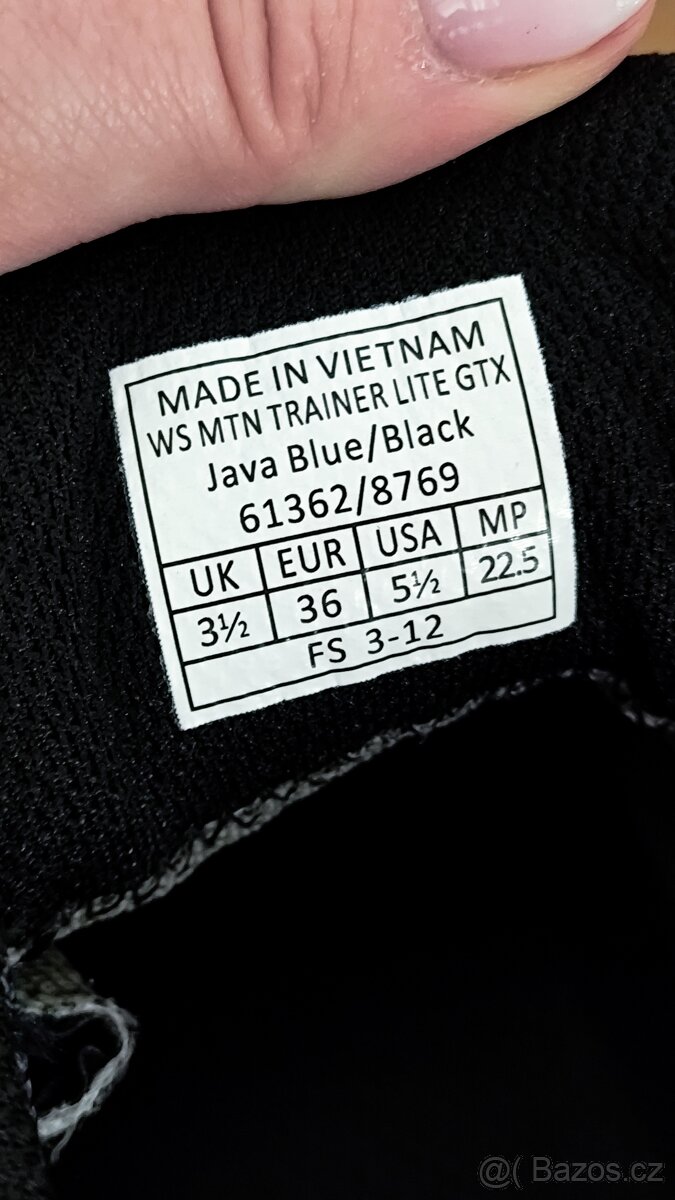 MADE IN VIETNAM
WS MTN TRAINER LITE GTX
Java Blue/Black
61362/8769
UK EUR USA MP
3½ 36 5½ 22.5
FS 3-12
@( Bazos.cz